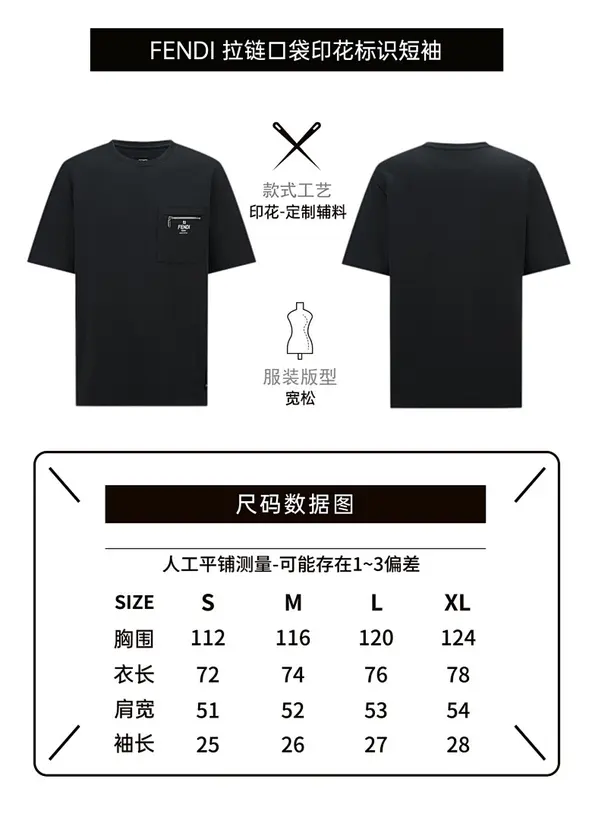 FENDI 拉链口袋印花标识短袖
款式工艺
印花-定制辅料
FENDI
服装版型
宽松
尺码数据图
人工平铺测量-可能存在1~3偏差
SIZE S M L XL
胸围 112 116 120 124
衣长 72 74 76 78
肩宽 51 52 53 54
袖长 25 26 27 28